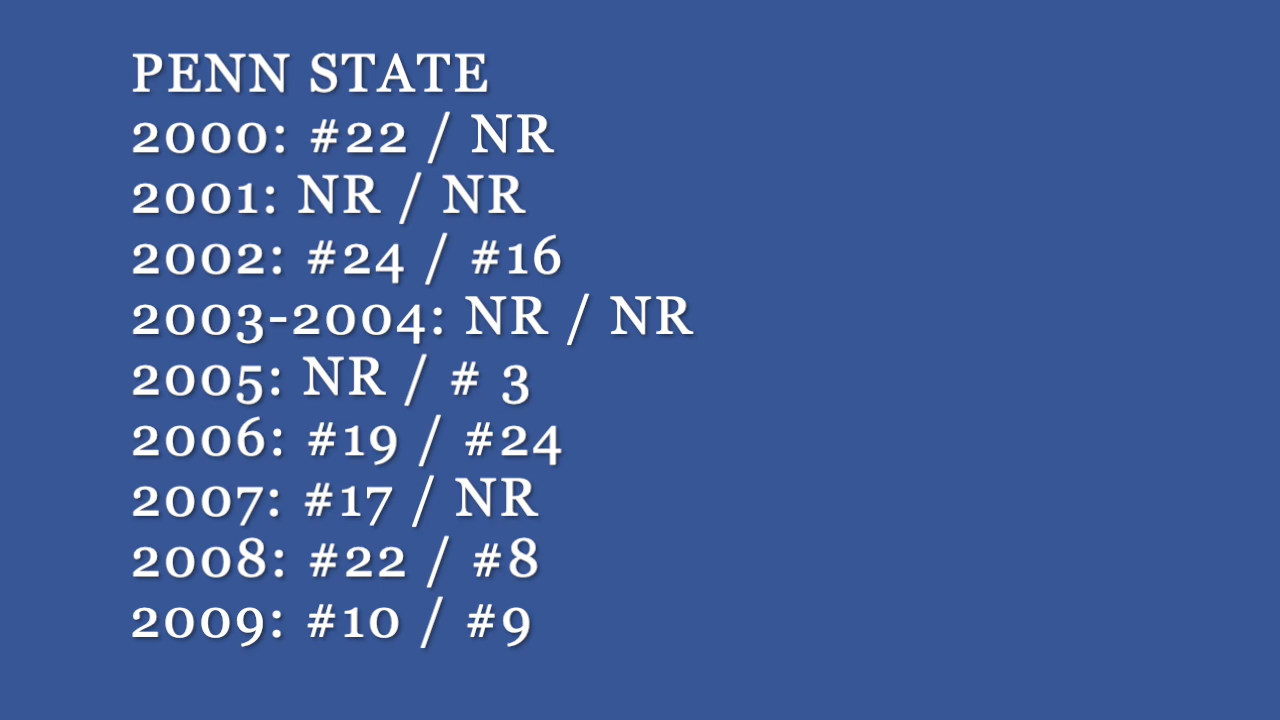 PENN STATE
2000: #22 / NR
2001: NR / NR
2002: #24 / #16
2003-2004: NR / NR
2005: NR / # 3
2006: #19 / #24
2007: #17 / NR
2008: #22 / #8
2009: #10 / #9